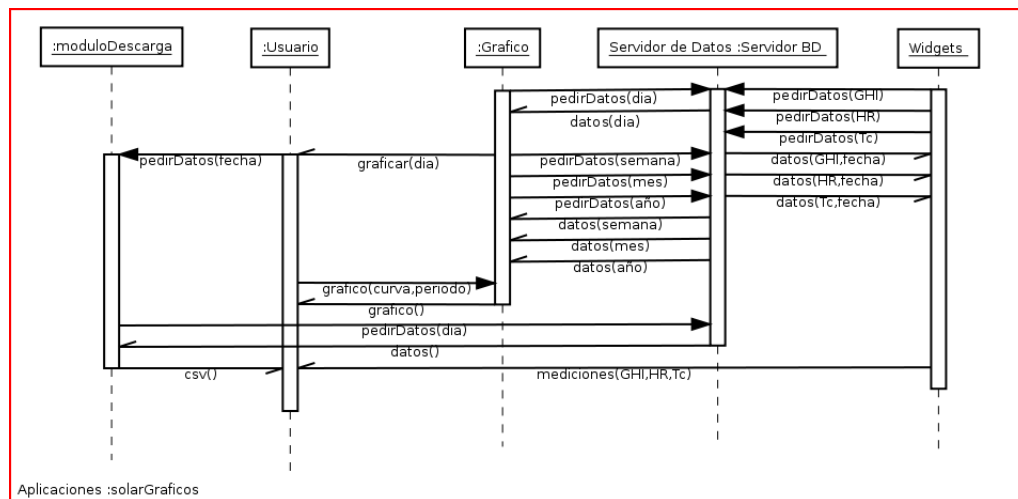 :moduloDescarga
:Usuario
:Grafico
Servidor de Datos :Servidor BD
Widgets
pedirDatos(dia)
pedirDatos(GHI)
datos(dia)
pedirDatos(HR)
pedirDatos(Tc)
pedirDatos(fecha)
graficar(dia)
pedirDatos(semana)
datos(GHI,fecha)
pedirDatos(mes)
datos(HR,fecha)
pedirDatos(año)
datos(Tc,fecha)
datos(semana)
datos(mes)
datos(año)
grafico(curva,periodo)
grafico()
pedirDatos(dia)
datos()
csv()
mediciones(GHI,HR,Tc)
Aplicaciones :solarGraficos